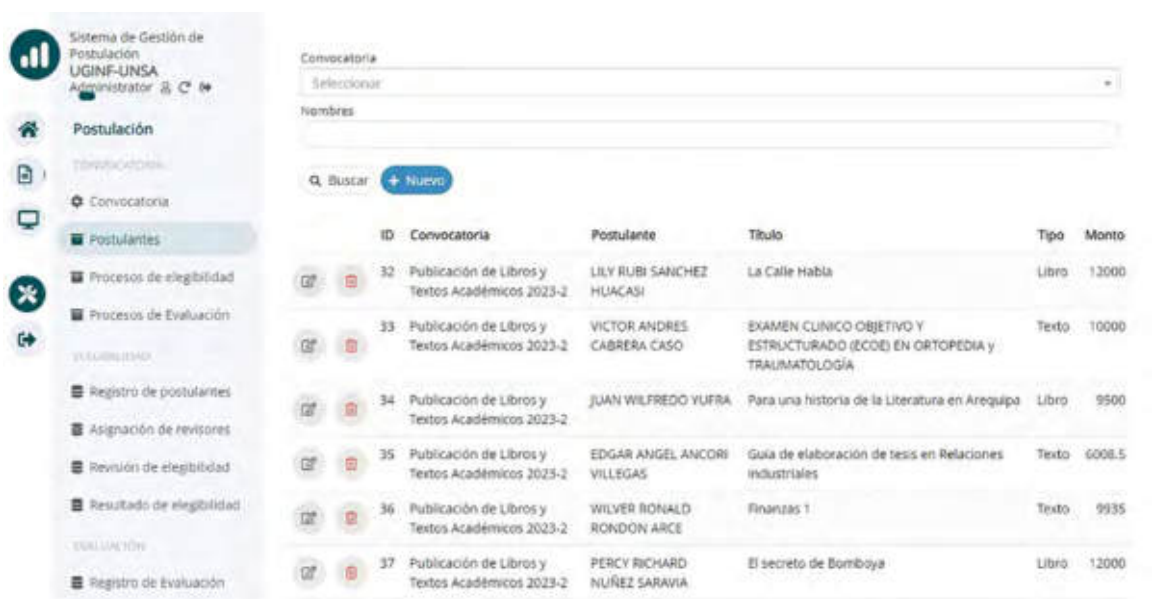 Sistema de Gestión de
Postulación
UGINF-UNSA
Administrator
Postulación
CONVOCATORIA
Convocatoria
Postulantes
Procesos de elegibilidad
Procesos de Evaluación
ELEGIBILIDAD
Registro de postulantes
Asignación de revisores
Revisión de elegibilidad
Resultado de elegibilidad
EVALUACIÓN
Registro de Evaluación
Convocatoria
Seleccionar
Nombres
Buscar + Nuevo
ID Convocatoria Postulante Título Tipo Monto
32 Publicación de Libros y LILY RUBI SANCHEZ La Calle Habla Libro 12000
Textos Académicos 2023-2 HUACASI
33 Publicación de Libros y VICTOR ANDRES EXAMEN CLINICO OBJETIVO Y Texto 10000
Textos Académicos 2023-2 CABRERA CASO ESTRUCTURADO (ECOE) EN ORTOPEDIA y
TRAUMATOLOGÍA
34 Publicación de Libros y JUAN WILFREDO YUFRA Para una historia de la Literatura en Arequipa Libro 9500
Textos Académicos 2023-2
35 Publicación de Libros y EDGAR ANGEL ANCORI Guia de elaboración de tesis en Relaciones Texto 6008.5
Textos Académicos 2023-2 VILLEGAS Industriales
36 Publicación de Libros y WILVER RONALD Finanzas 1 Texto 9935
Textos Académicos 2023-2 RONDON ARCE
37 Publicación de Libros y PERCY RICHARD El secreto de Bomboya Libro 12000
Textos Académicos 2023-2 NUÑEZ SARAVIA